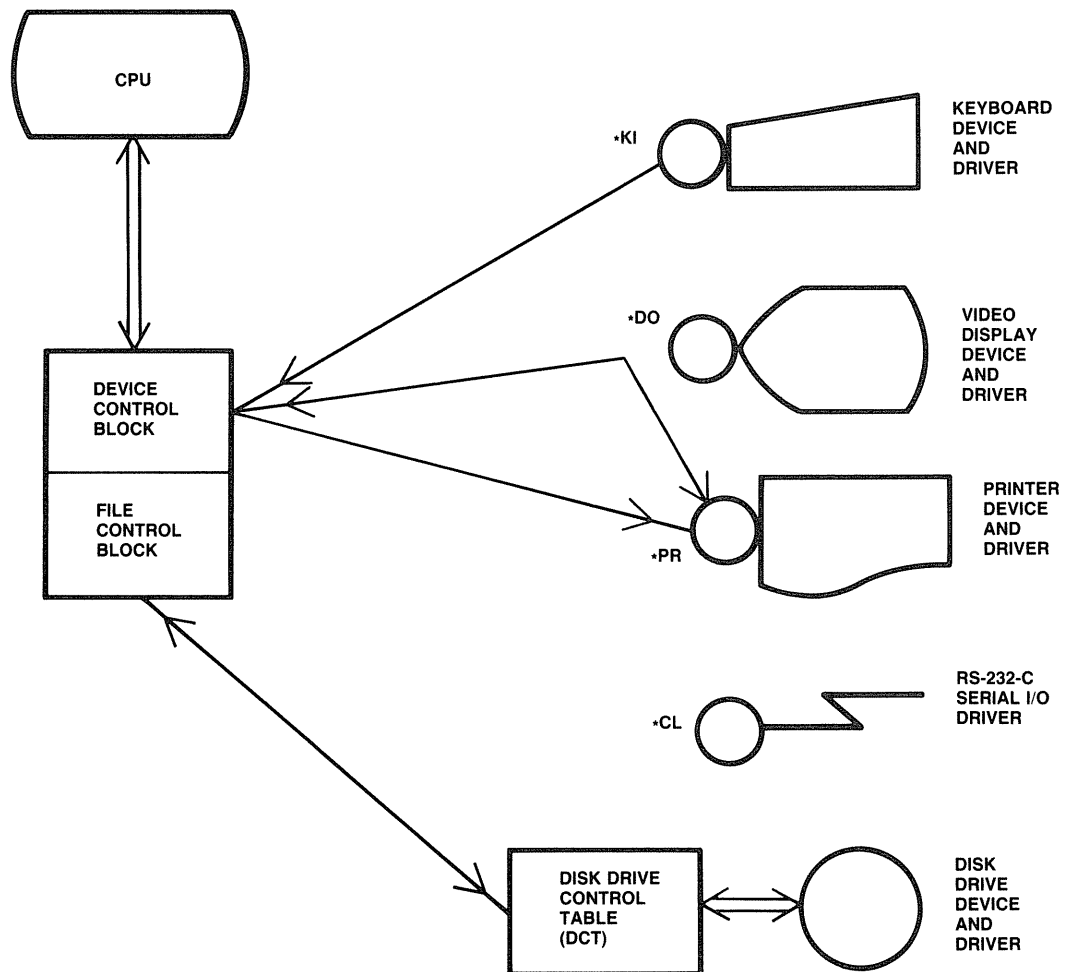 CPU
*KI
KEYBOARD
DEVICE
AND
DRIVER
*DO
VIDEO
DISPLAY
DEVICE
AND
DRIVER
DEVICE
CONTROL
BLOCK
FILE
CONTROL
BLOCK
*PR
PRINTER
DEVICE
AND
DRIVER
*CL
RS-232-C
SERIAL I/O
DRIVER
DISK DRIVE
CONTROL
TABLE
(DCT)
DISK
DRIVE
DEVICE
AND
DRIVER